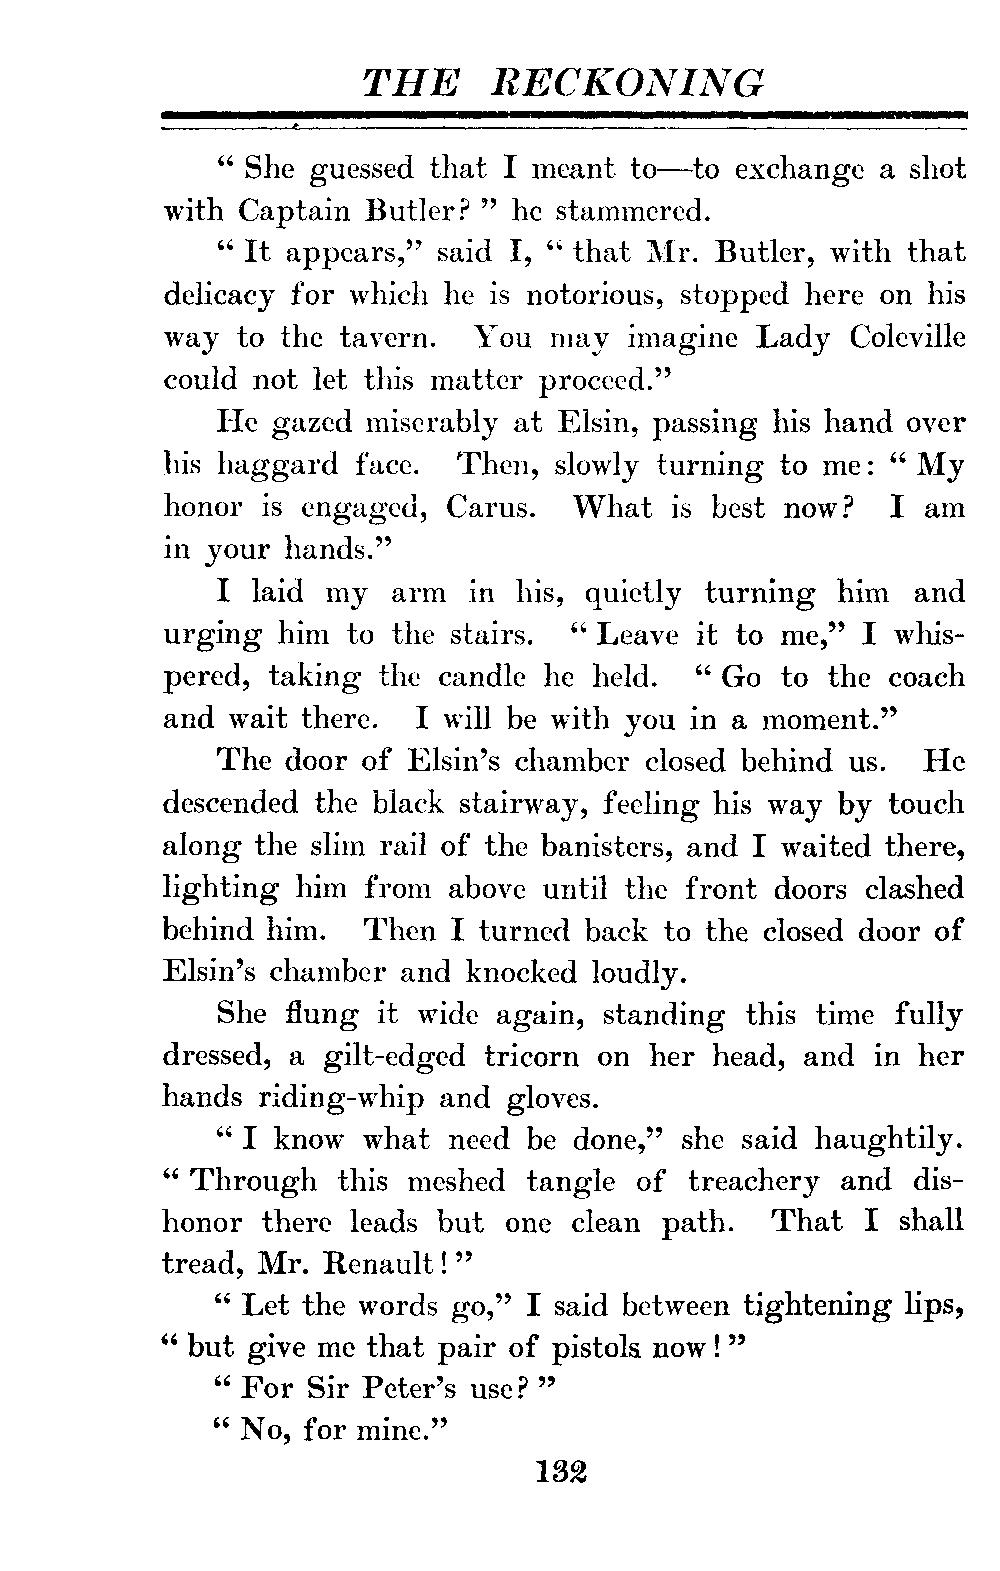 THE RECKONING
“ She guessed that I meant to—to exchange a shot
with Captain Butler? ” he stammered.
“ It appears,” said I, “ that Mr. Butler, with that
delicacy for which he is notorious, stopped here on his
way to the tavern. You may imagine Lady Coleville
could not let this matter proceed.”
He gazed miserably at Elsin, passing his hand over
his haggard face. Then, slowly turning to me: “ My
honor is engaged, Carus. What is best now? I am
in your hands.”
I laid my arm in his, quietly turning him and
urging him to the stairs. “ Leave it to me,” I whis-
pered, taking the candle he held. “ Go to the coach
and wait there. I will be with you in a moment.”
The door of Elsin’s chamber closed behind us. He
descended the black stairway, feeling his way by touch
along the slim rail of the banisters, and I waited there,
lighting him from above until the front doors clashed
behind him. Then I turned back to the closed door of
Elsin’s chamber and knocked loudly.
She flung it wide again, standing this time fully
dressed, a gilt-edged tricorn on her head, and in her
hands riding-whip and gloves.
“ I know what need be done,” she said haughtily.
“ Through this meshed tangle of treachery and dis-
honor there leads but one clean path. That I shall
tread, Mr. Renault! ”
“ Let the words go,” I said between tightening lips,
“ but give me that pair of pistols now! ”
“ For Sir Peter’s use? ”
“ No, for mine.”
132